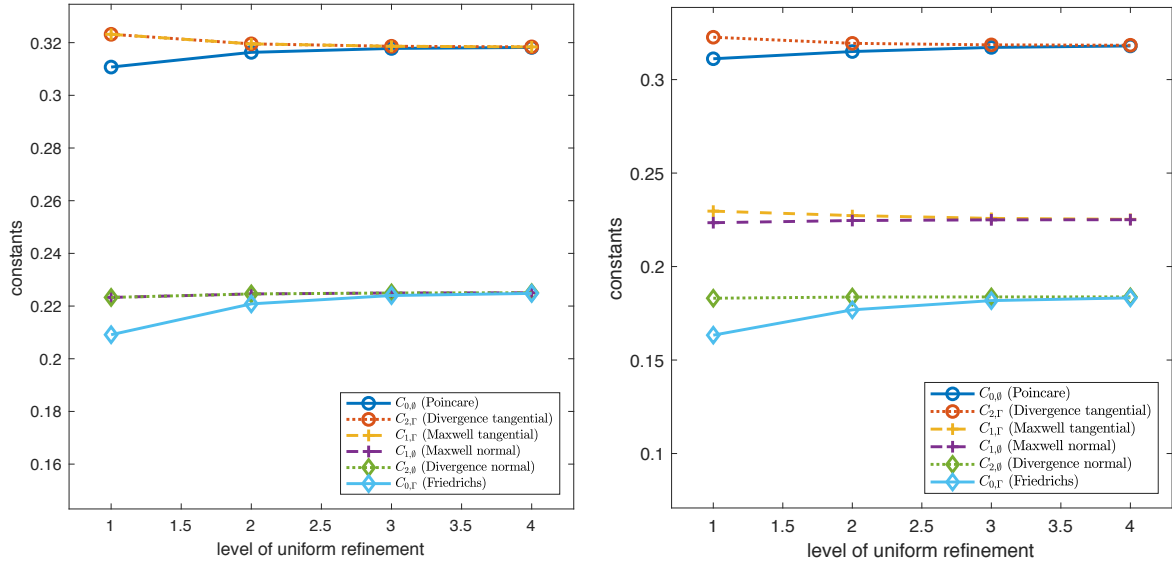 0.32
0.3
0.28
0.26
0.24
0.22
0.2
0.18
0.16
constants
1 1.5 2 2.5 3 3.5 4
level of uniform refinement
C0,∅ (Poincare)
C2,Γ (Divergence tangential)
C1,Γ (Maxwell tangential)
C1,∅ (Maxwell normal)
C2,∅ (Divergence normal)
C0,Γ (Friedrichs)
0.3
0.25
0.2
0.15
0.1
constants
1 1.5 2 2.5 3 3.5 4
level of uniform refinement
C0,∅ (Poincare)
C2,Γ (Divergence tangential)
C1,Γ (Maxwell tangential)
C1,∅ (Maxwell normal)
C2,∅ (Divergence normal)
C0,Γ (Friedrichs)